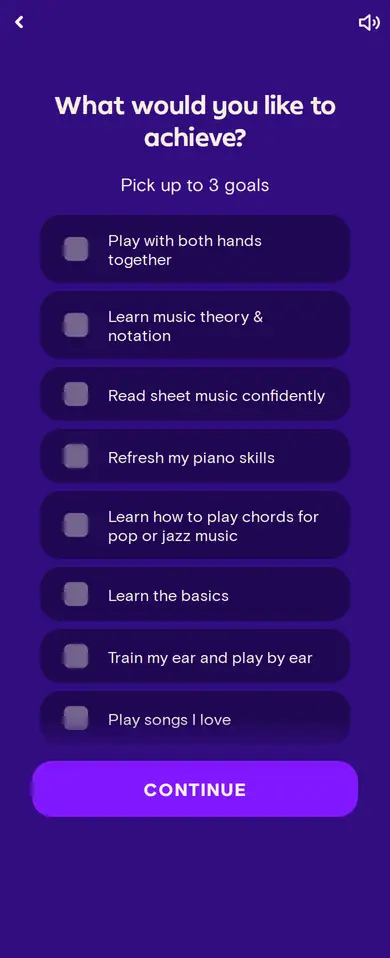 What would you like to
achieve?
Pick up to 3 goals
Play with both hands
together
Learn music theory &
notation
Read sheet music confidently
Refresh my piano skills
Learn how to play chords for
pop or jazz music
Learn the basics
Train my ear and play by ear
Play songs I love
CONTINUE